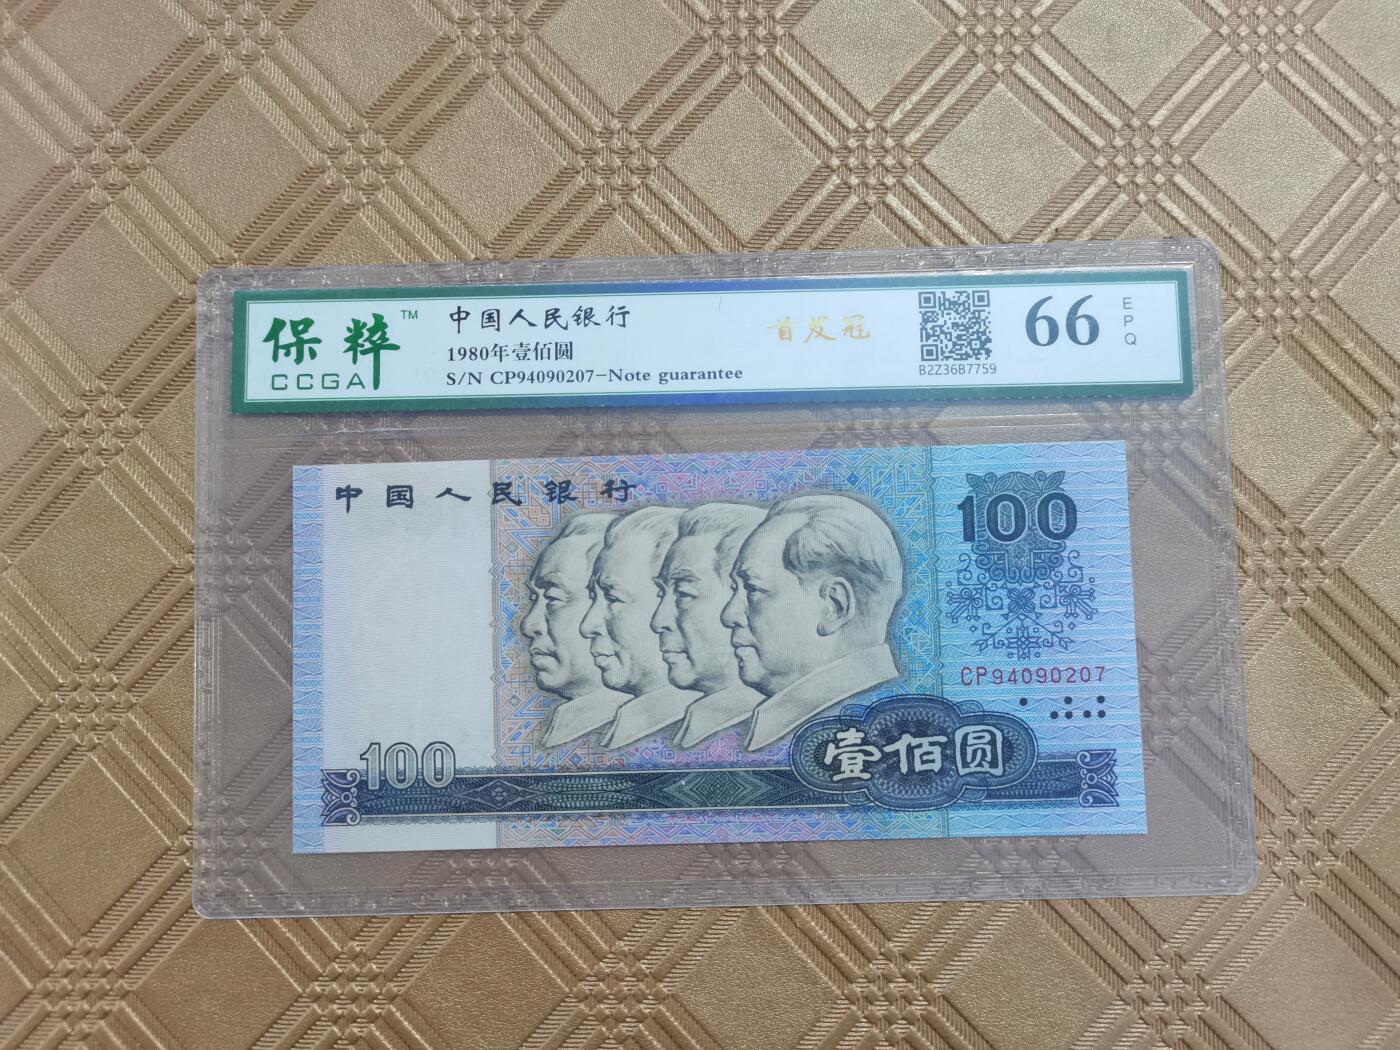 保粹™
CCGA
中国人民银行
1980年壹佰圆
S/N CP94090207-Note guarantee
首发冠
B2Z36B7759
66
EPQ
中国人民银行
100
CP94090207
100
壹佰圆